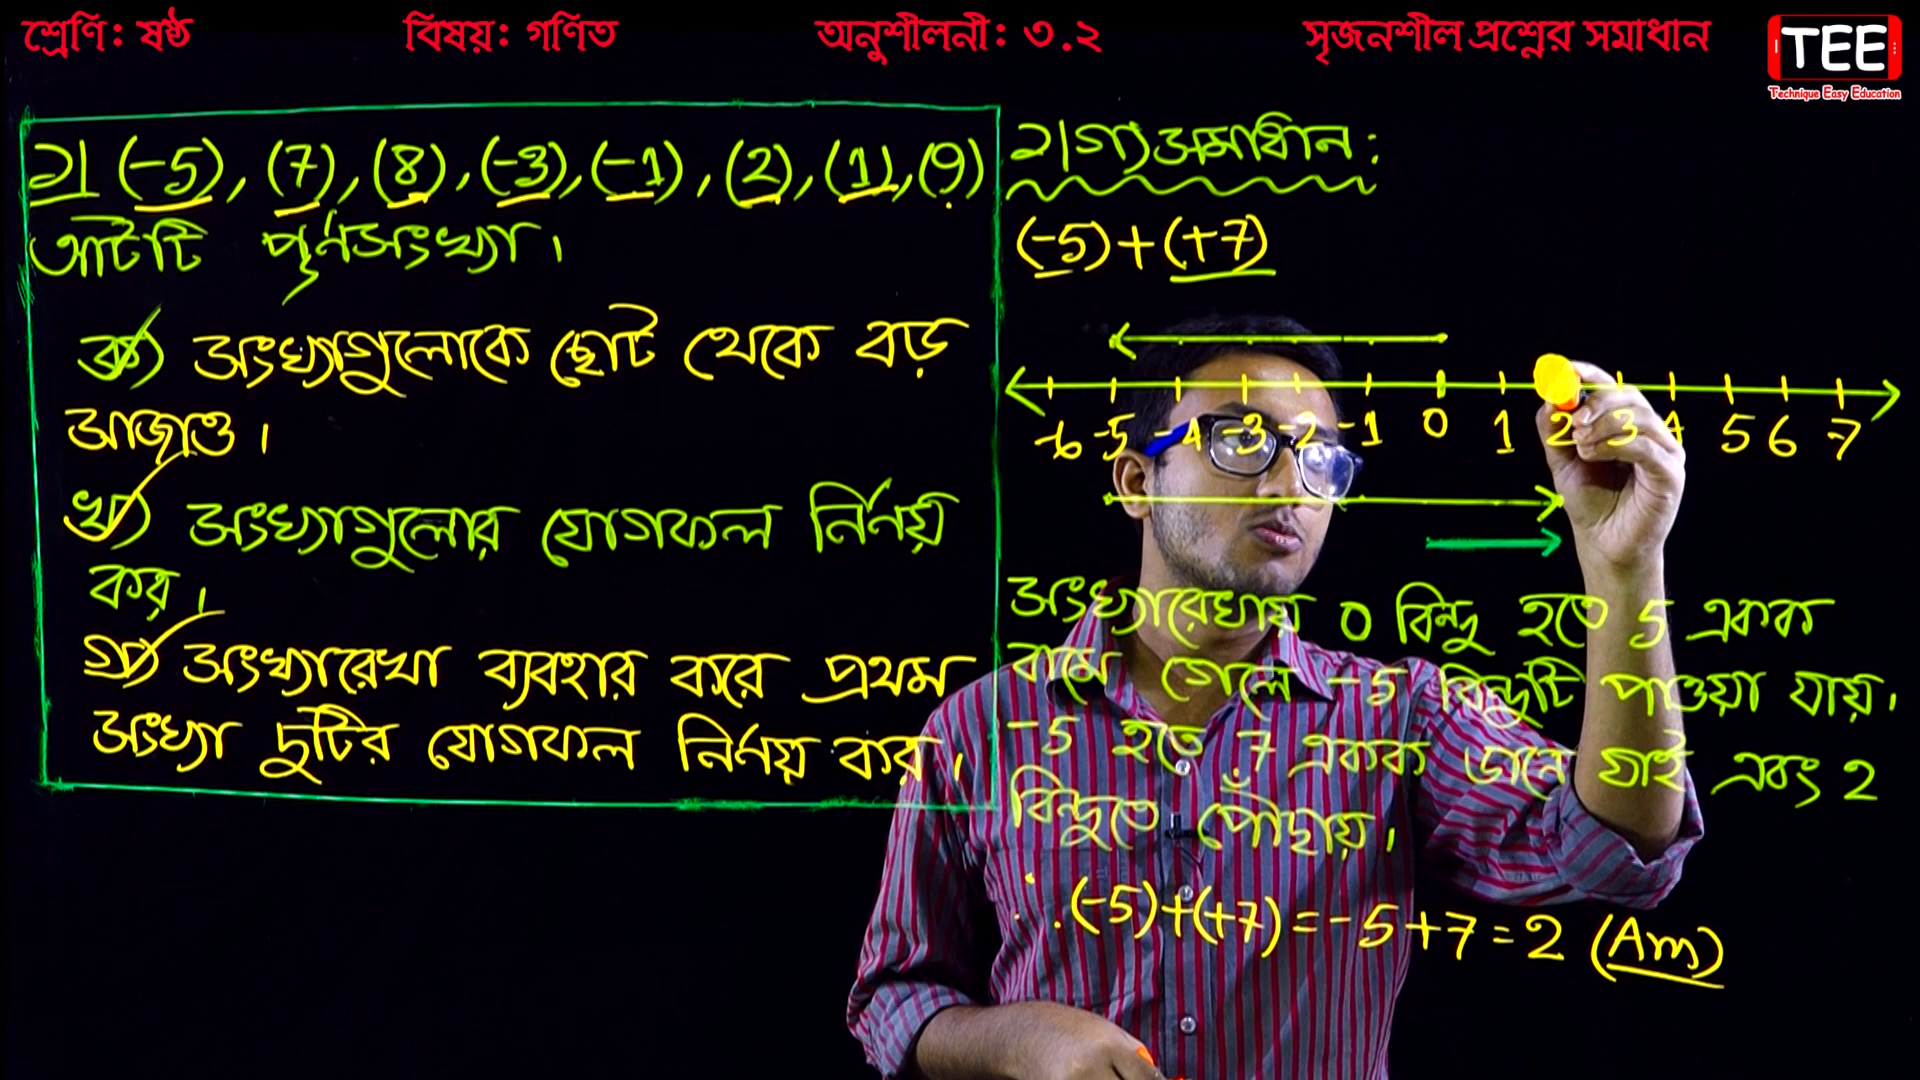 শ্রেণি: ষষ্ঠ বিষয়: গণিত অনুশীলনী: ৩.২ সৃজনশীল প্রশ্নের সমাধান
TEE
Technique Easy Education
২। (-5), (7), (8), (-3), (-1), (2), (1), (9)
আটটি পূর্ণসংখ্যা।
ক) সংখ্যাগুলোকে ছোট থেকে বড়
সাজাও।
খ) সংখ্যাগুলোর যোগফল নির্ণয়
কর।
গ) সংখ্যারেখা ব্যবহার করে প্রথম
সংখ্যা দুটির যোগফল নির্ণয় কর।
২।গ) সমাধান:
(-5)+(+7)
-6 -5 -4 -3 -2 -1 0 1 2 3 4 5 6 7
সংখ্যারেখায় 0 বিন্দু হতে 5 একক
বামে গেলে -5 বিন্দুটি পাওয়া যায়।
-5 হতে 7 একক ডানে যাই এবং 2
বিন্দুতে পৌঁছায়।
∴ (-5)+(+7)=-5+7=2 (Ans)